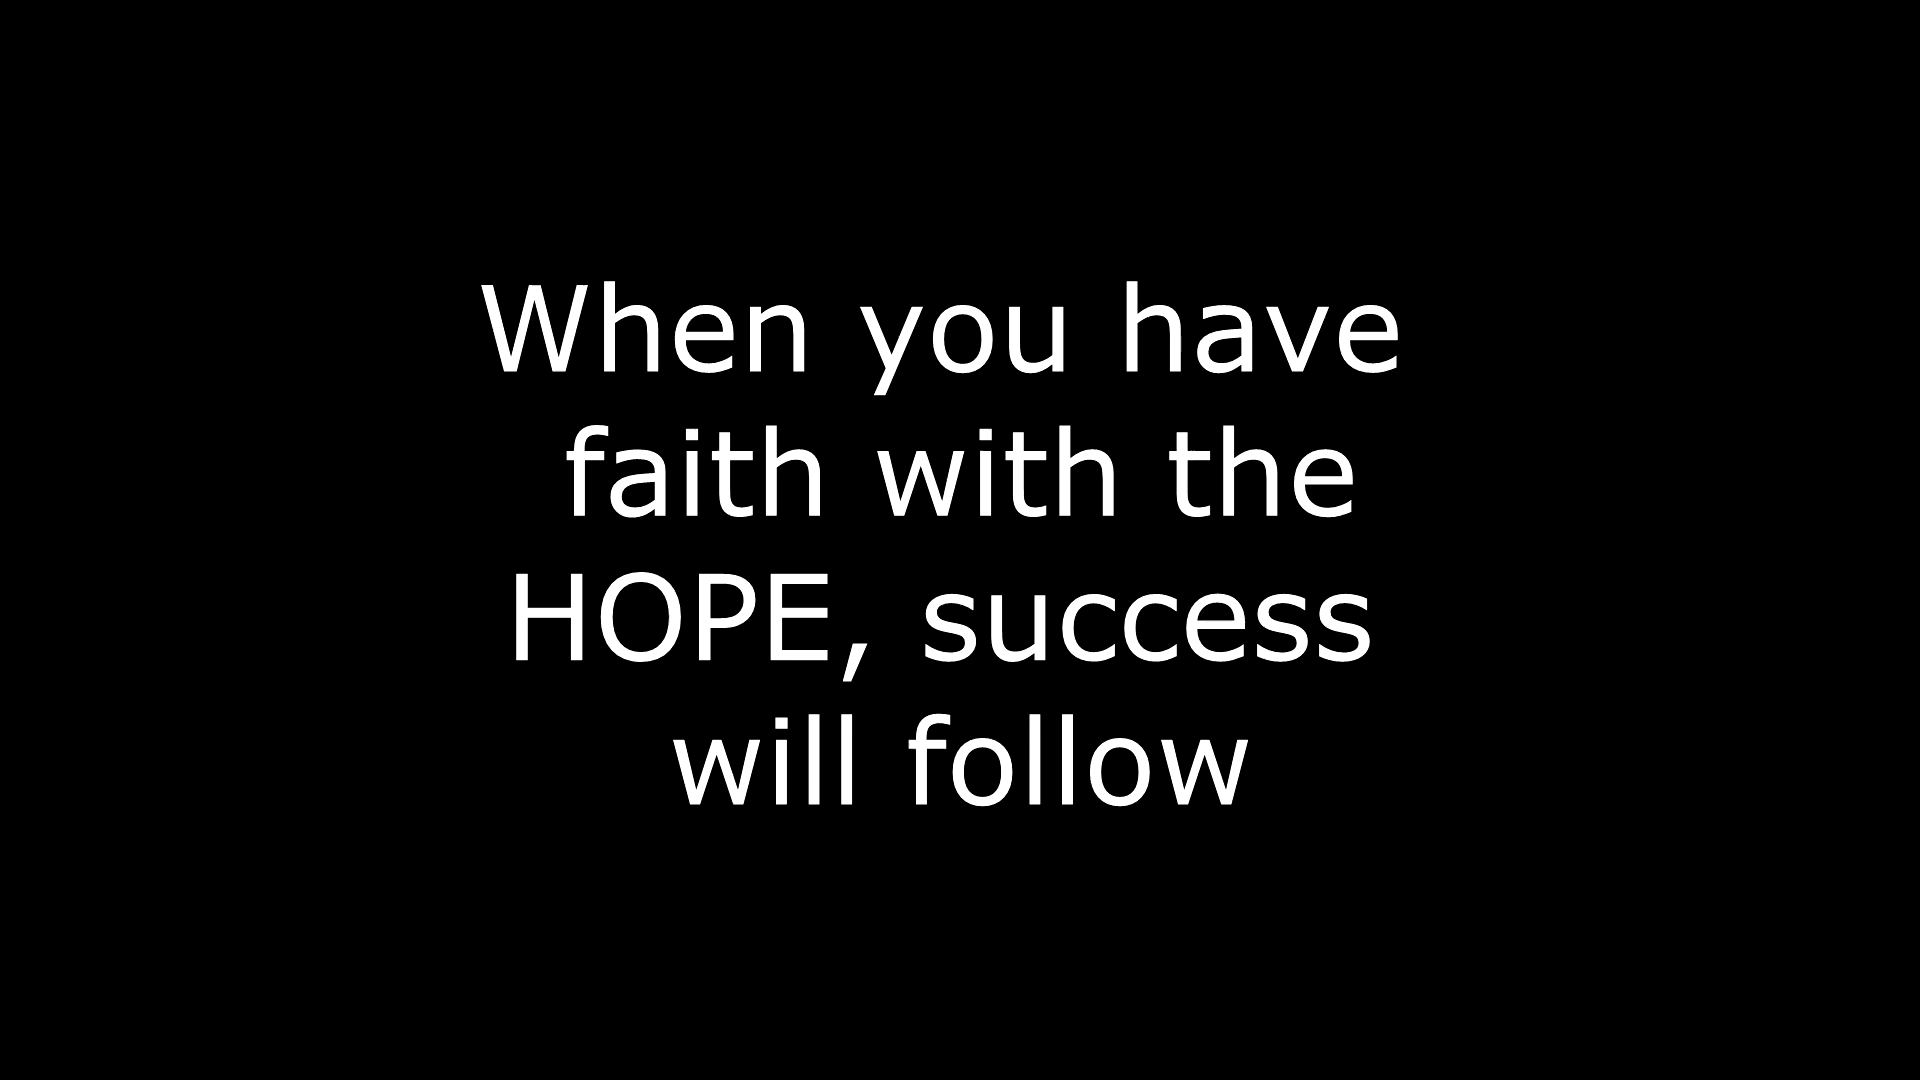 When you have
faith with the
HOPE, success
will follow